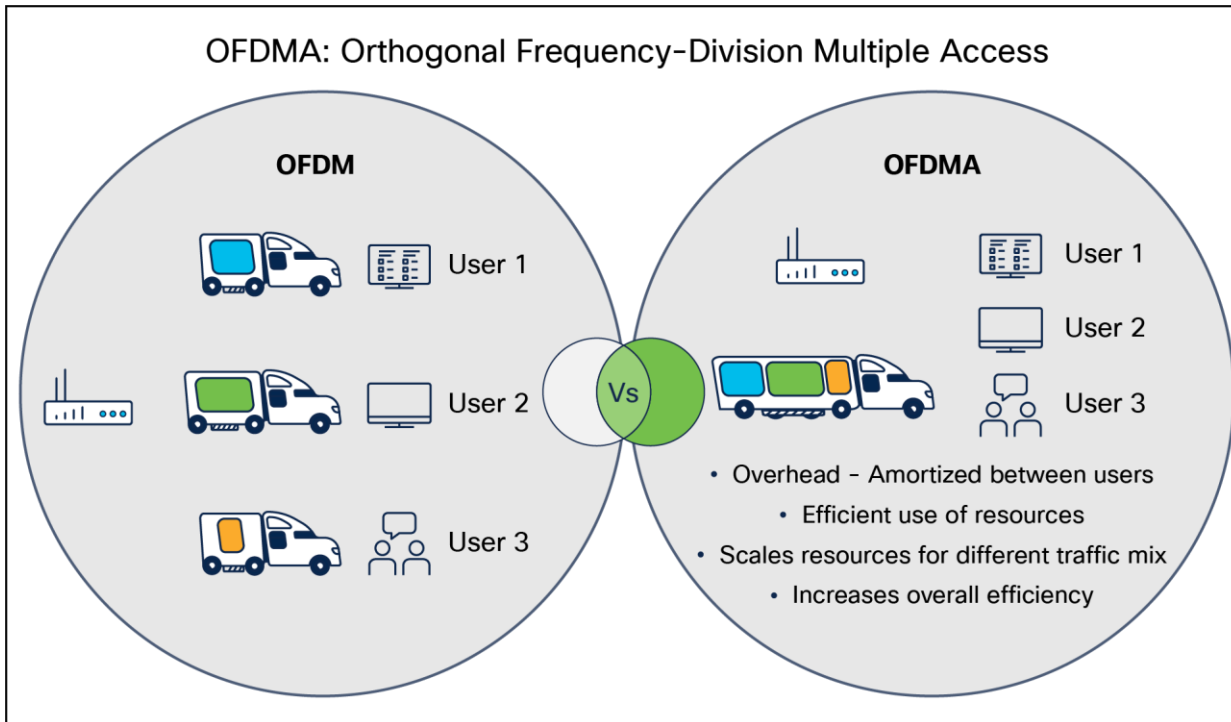 OFDMA: Orthogonal Frequency-Division Multiple Access
OFDM
User 1
User 2
User 3
Vs
OFDMA
User 1
User 2
User 3
• Overhead – Amortized between users
• Efficient use of resources
• Scales resources for different traffic mix
• Increases overall efficiency